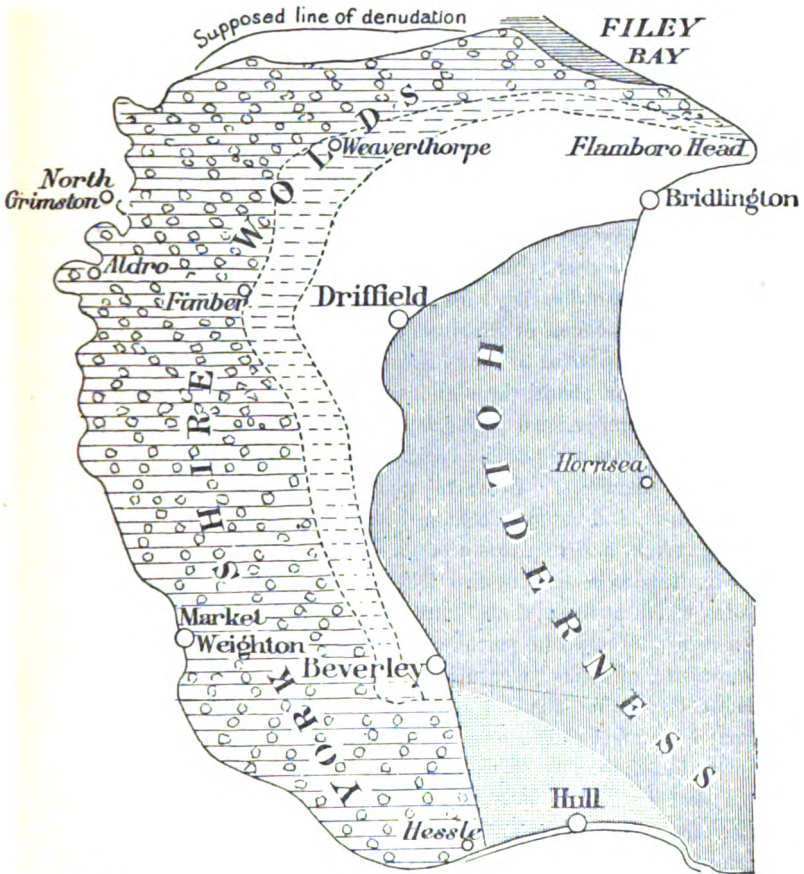 Supposed line of denudation
FILEY
BAY
WOLDS
Weaverthorpe
Flamboro Head
North
Grimston
Bridlington
Aldro
Fimber
Driffield
HOLDERNESS
YORKSHIRE
Hornsea
Market
Weighton
Beverley
Hull
Hessle